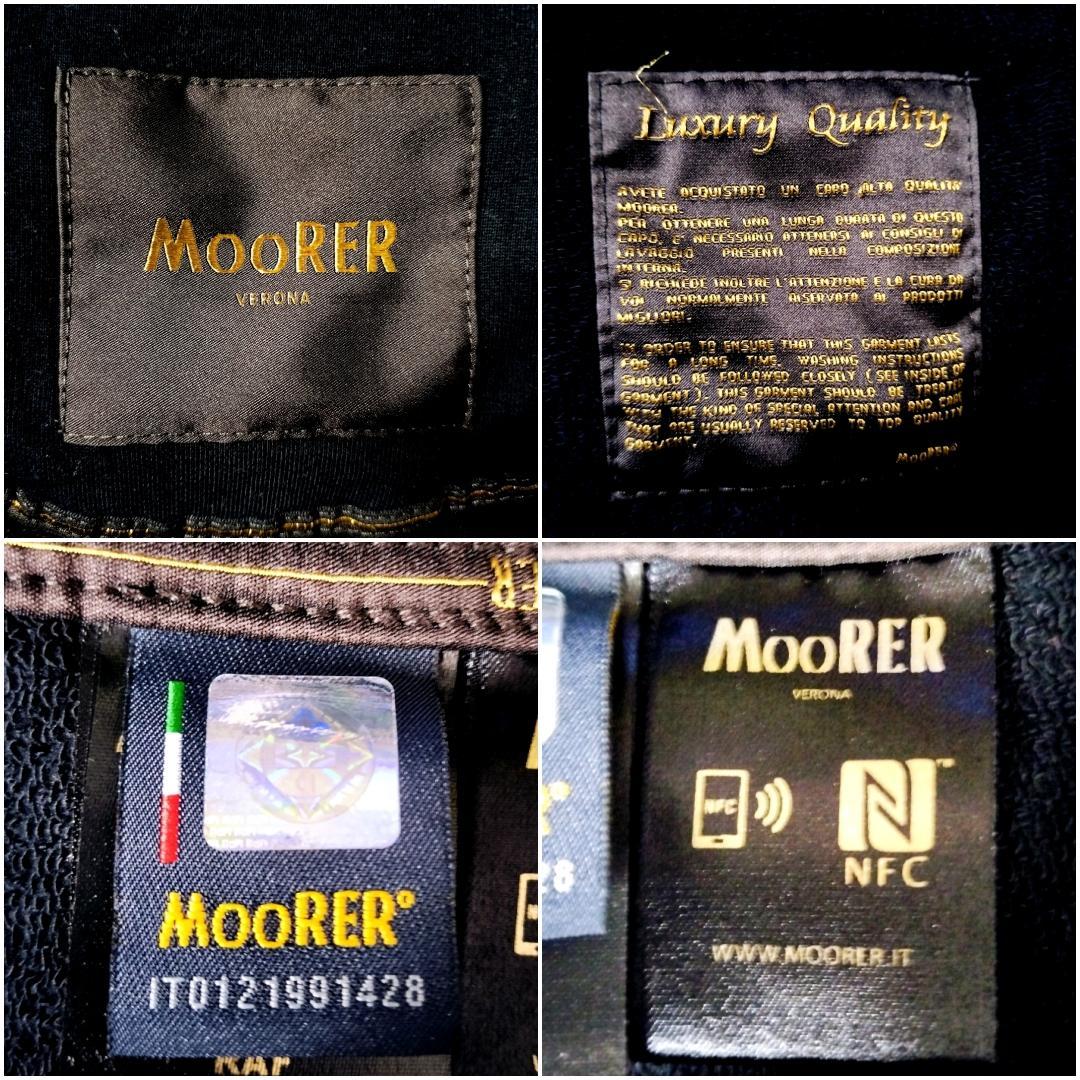 MOORER
VERONA
Luxury Quality
AVETE ACQUISTATO UN CAPO ALTA QUALITA'
MOORER.
PER OTTENERE UNA LUNGA DURATA DI QUESTO
CAPO, E' NECESSARIO ATTENERSI AI CONSIGLI DI
LAVAGGIO PRESENTI NELLA COMPOSIZIONE
INTERNA.
SI RICHIEDE INOLTRE L'ATTENZIONE E LA CURA DA
VOI NORMALMENTE RISERVATA AI PRODOTTI
MIGLIORI.
IN ORDER TO ENSURE THAT THIS GARMENT LASTS
FOR A LONG TIME, WASHING INSTRUCTIONS
SHOULD BE FOLLOWED CLOSELY (SEE INSIDE OF
GARMENT). THIS GARMENT SHOULD BE TREATED
WITH THE KIND OF SPECIAL ATTENTION AND CARE
THAT ARE USUALLY RESERVED TO TOP QUALITY
GARMENT.
MOORER®
ER
MOORER®
IT0121991428
MOORER
VERONA
NFC
N™
NFC
28
WWW.MOORER.IT